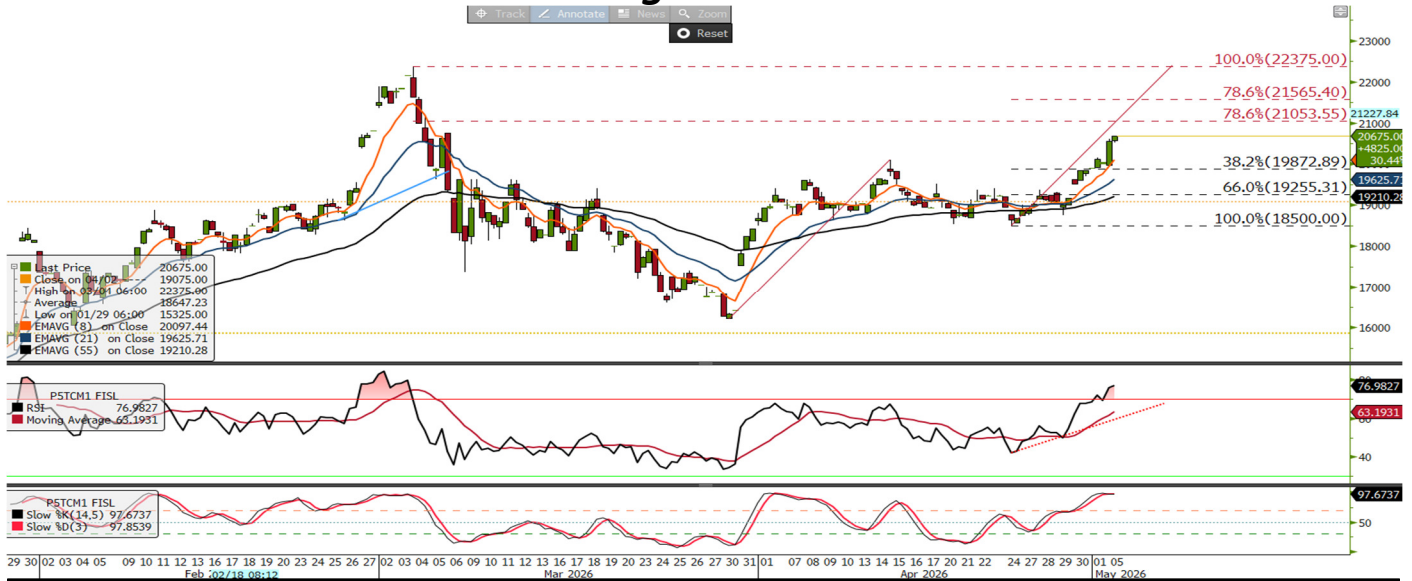 Track Annotate News Zoom
Reset
23000
100.0%(22375.00)
22000
78.6%(21565.40)
78.6%(21053.55)
21227.84
21000
20675.00
+4825.00
30.44%
38.2%(19872.89)
19625.71
66.0%(19255.31)
19210.28
19000
100.0%(18500.00)
18000
17000
16000
Last Price 20675.00
Close on 04/02 ---- 19075.00
High on 03/04 06:00 22375.00
Average 18647.23
Low on 01/29 06:00 15325.00
EMAVG (8) on Close 20097.44
EMAVG (21) on Close 19625.71
EMAVG (55) on Close 19210.28
P5TCM1 FISL
RSI 76.9827
Moving Average 63.1931
76.9827
63.1931
40
P5TCM1 FISL
Slow %K(14,5) 97.6737
Slow %D(3) 97.8539
97.6737
50
29 30 02 03 04 05 09 10 11 12 13 16 17 18 19 20 23 24 25 26 27 02 03 04 05 06 09 10 11 12 13 16 17 18 19 20 23 24 25 26 27 30 31 01 07 08 09 10 13 14 15 16 17 20 21 22 24 27 28 29 30 01 05
Feb 02/18 08:12 Mar 2026 Apr 2026 May 2026